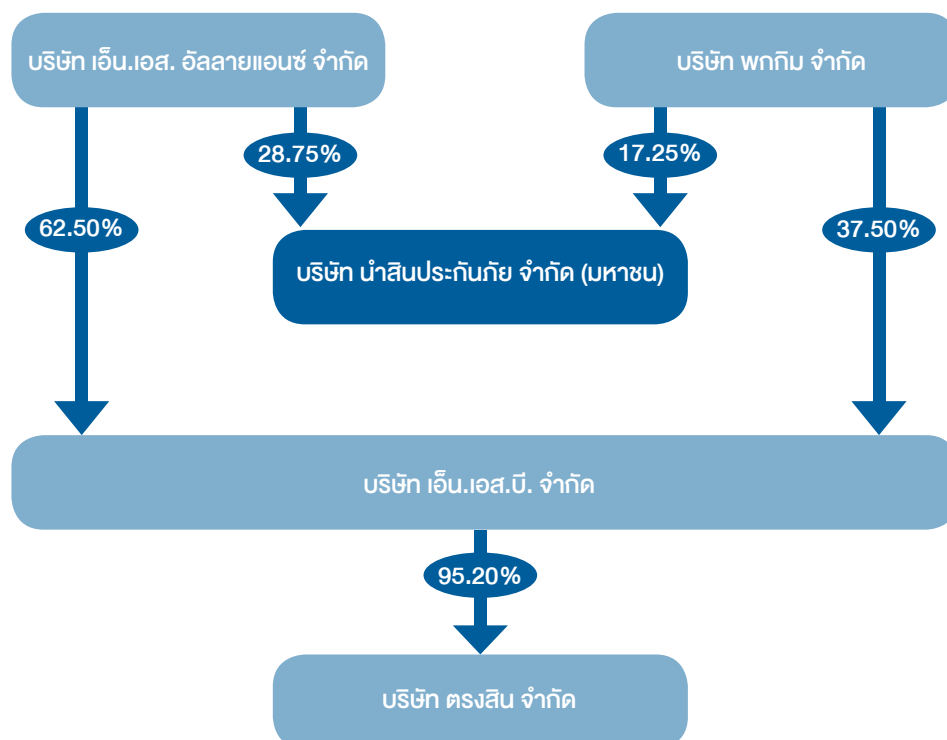 บริษัท เอ็น.เอส. อัลลายแอนซ์ จำกัด
บริษัท พกกิม จำกัด
28.75%
17.25%
62.50%
37.50%
บริษัท นำสินประกันภัย จำกัด (มหาชน)
บริษัท เอ็น.เอส.บี. จำกัด
95.20%
บริษัท ตรงสิน จำกัด